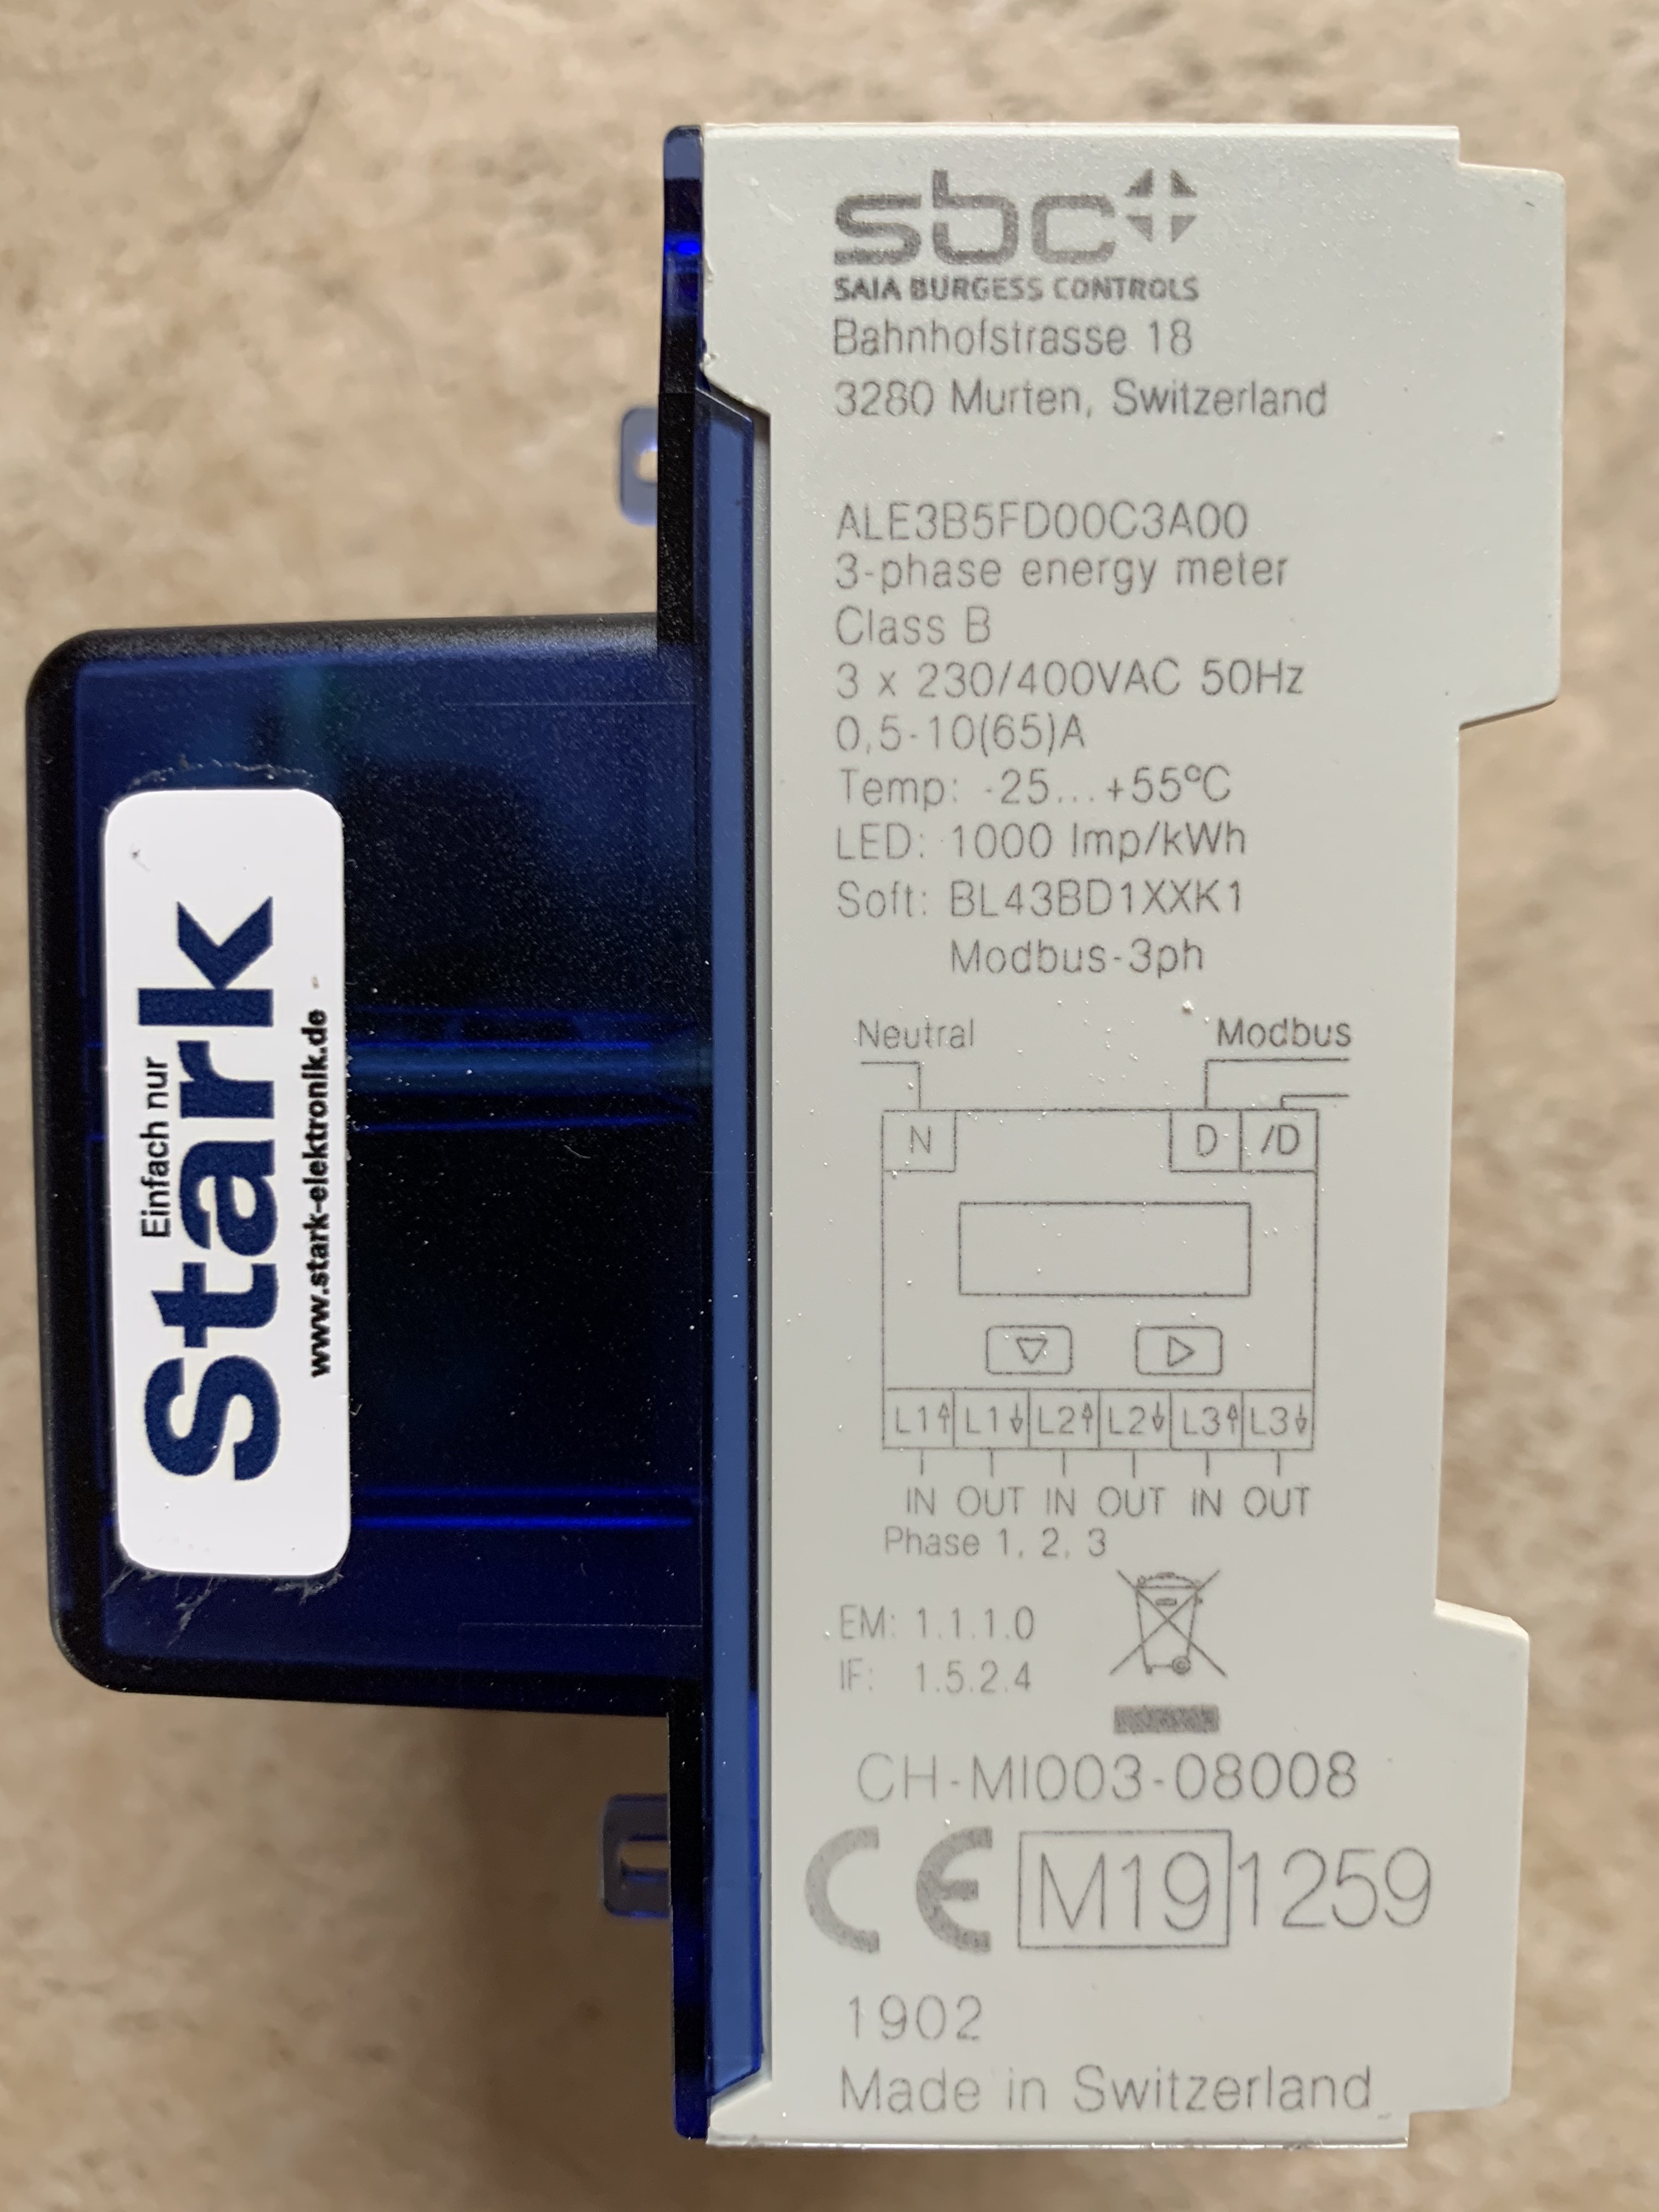 sbc
SAIA BURGESS CONTROLS
Bahnhofstrasse 18
3280 Murten, Switzerland
ALE3B5FD00C3A00
3-phase energy meter
Class B
3 x 230/400VAC 50Hz
0,5-10(65)A
Temp: -25...+55°C
LED: 1000 Imp/kWh
Soft: BL43BD1XXK1
Modbus-3ph
Neutral Modbus
N D /D
L1 L1 L2 L2 L3 L3
IN OUT IN OUT IN OUT
Phase 1, 2, 3
EM: 1.1.1.0
IF: 1.5.2.4
CH-MI003-08008
CE M19 1259
1902
Made in Switzerland
Einfach nur
Stark
www.stark-elektronik.de